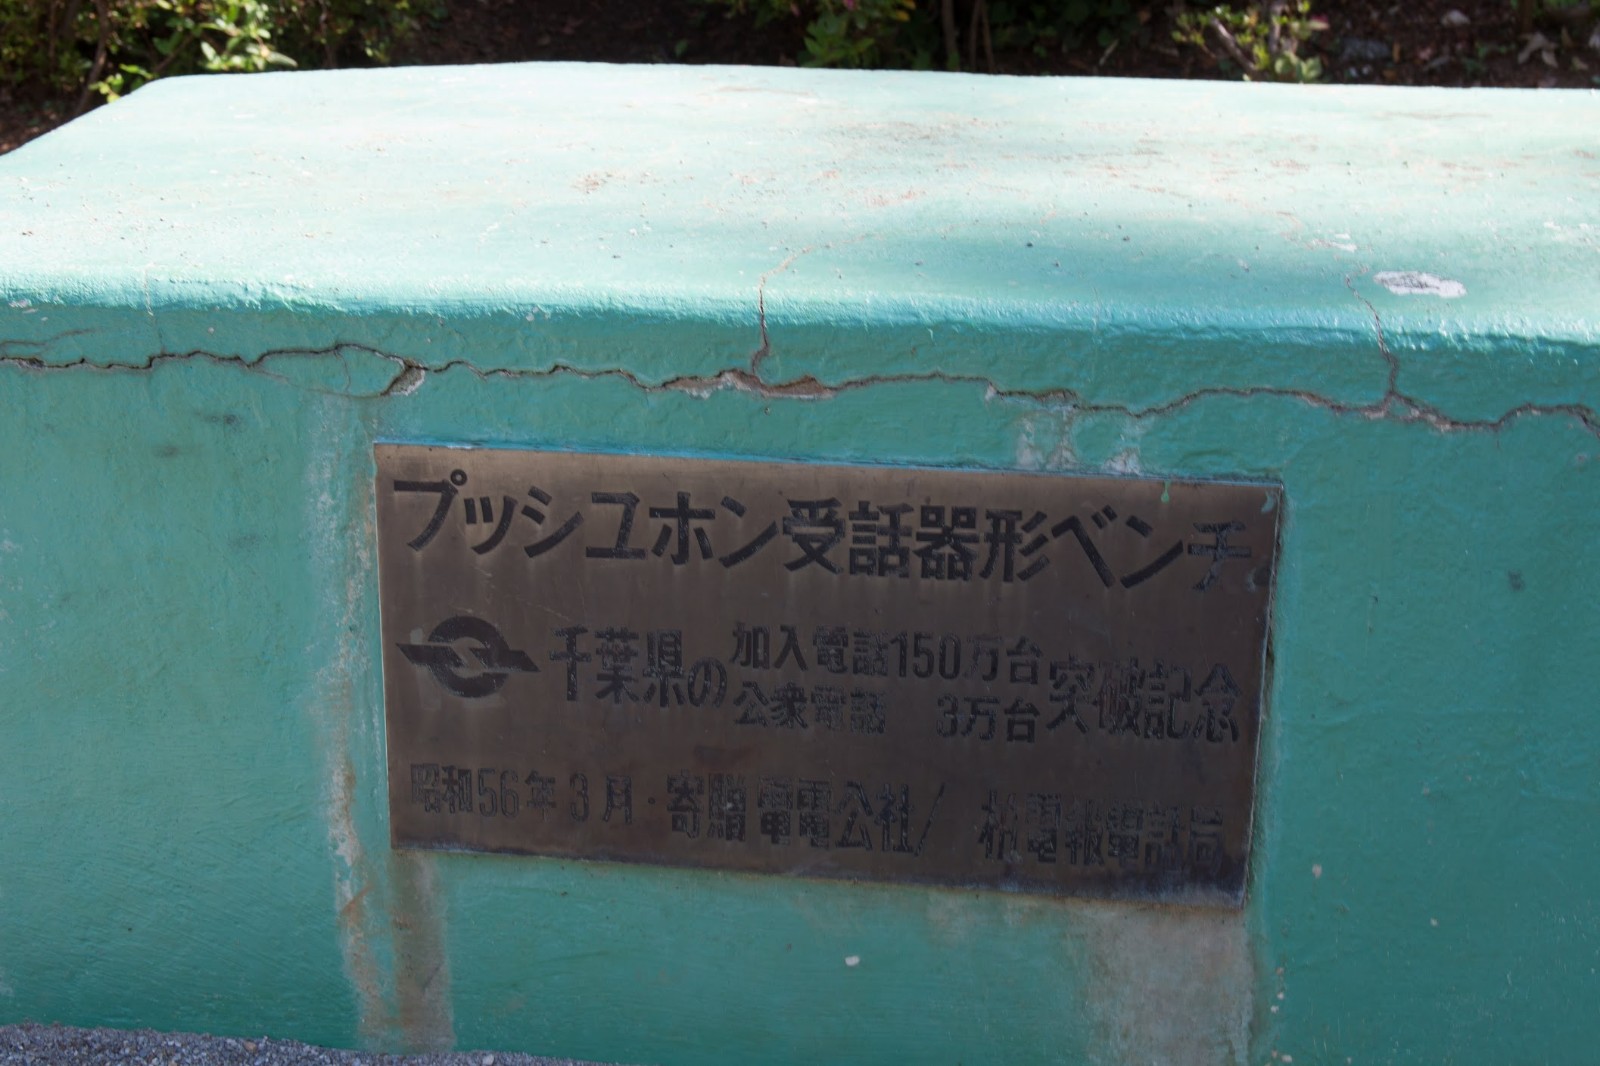 プッシュホン受話器形ベンチ
千葉県の加入電話150万台
公衆電話 3万台突破記念
昭和56年3月・寄贈電電公社/柏電報電話局